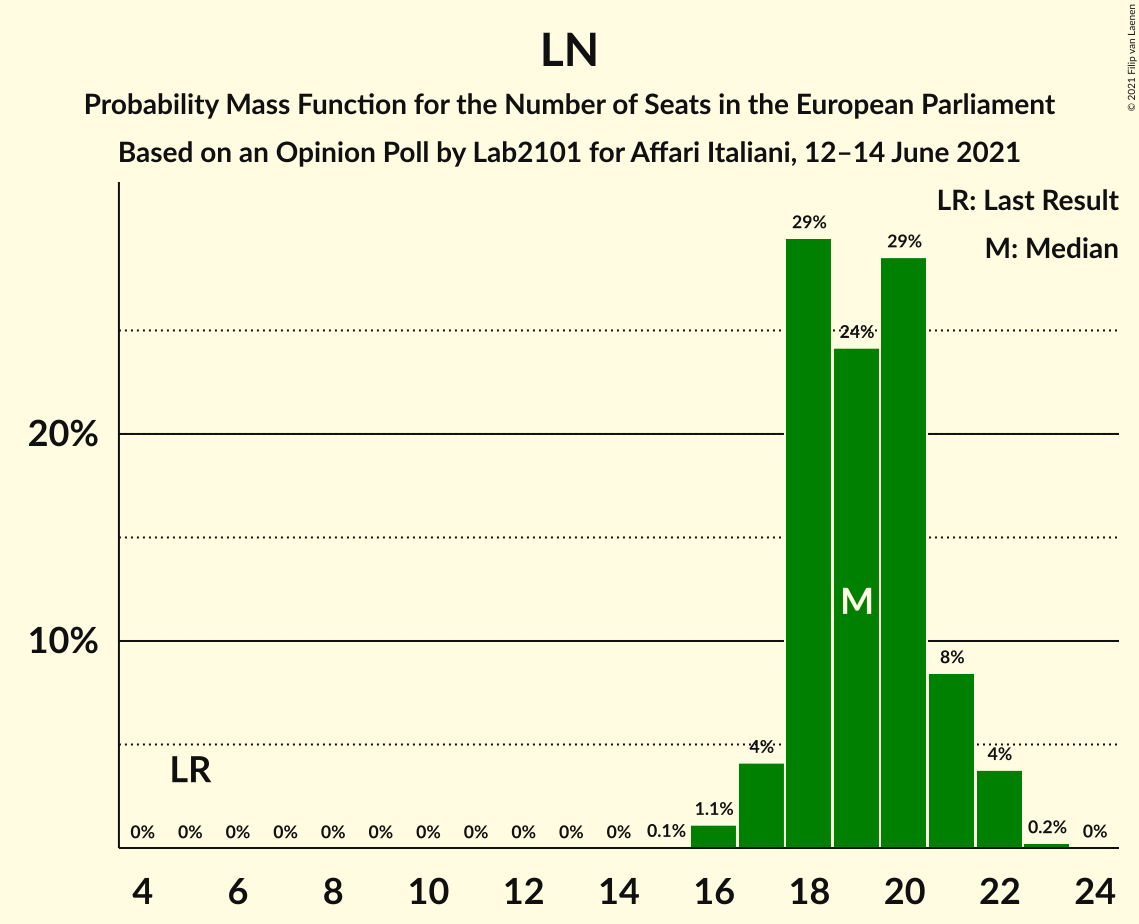 LN
Probability Mass Function for the Number of Seats in the European Parliament
Based on an Opinion Poll by Lab2101 for Affari Italiani, 12–14 June 2021
© 2021 Filip van Laenen
LR: Last Result
M: Median
29%
29%
24%
20%
M
10%
8%
4%
4%
LR
1.1%
0% 0% 0% 0% 0% 0% 0% 0% 0% 0% 0% 0.1% 0.2% 0%
4 6 8 10 12 14 16 18 20 22 24